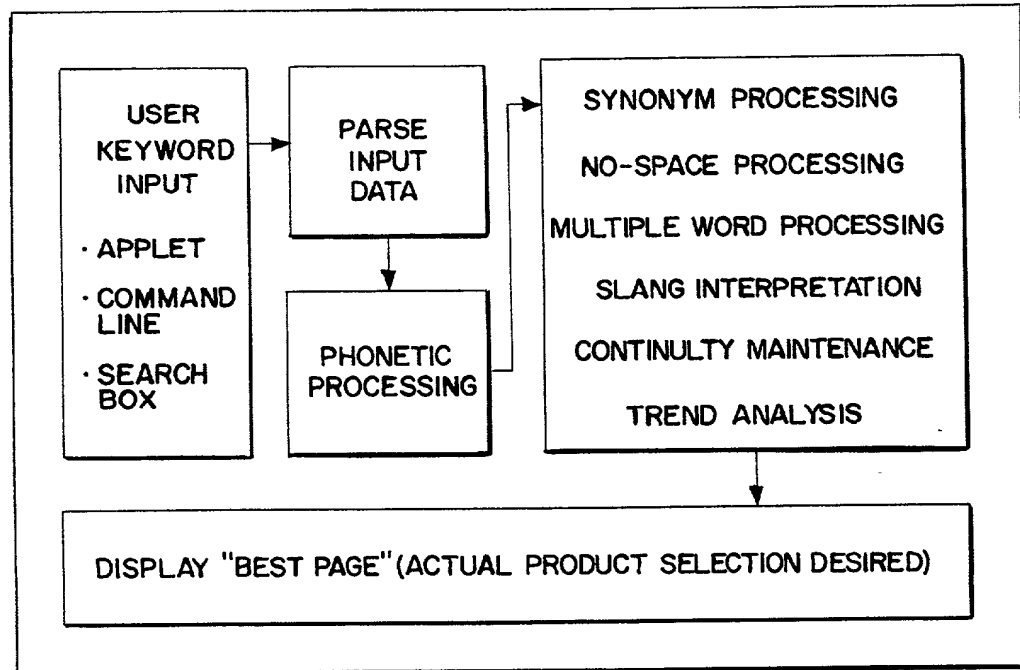 USER
KEYWORD
INPUT
· APPLET
· COMMAND
LINE
· SEARCH
BOX
PARSE
INPUT
DATA
PHONETIC
PROCESSING
SYNONYM PROCESSING
NO-SPACE PROCESSING
MULTIPLE WORD PROCESSING
SLANG INTERPRETATION
CONTINULTY MAINTENANCE
TREND ANALYSIS
DISPLAY "BEST PAGE" (ACTUAL PRODUCT SELECTION DESIRED)